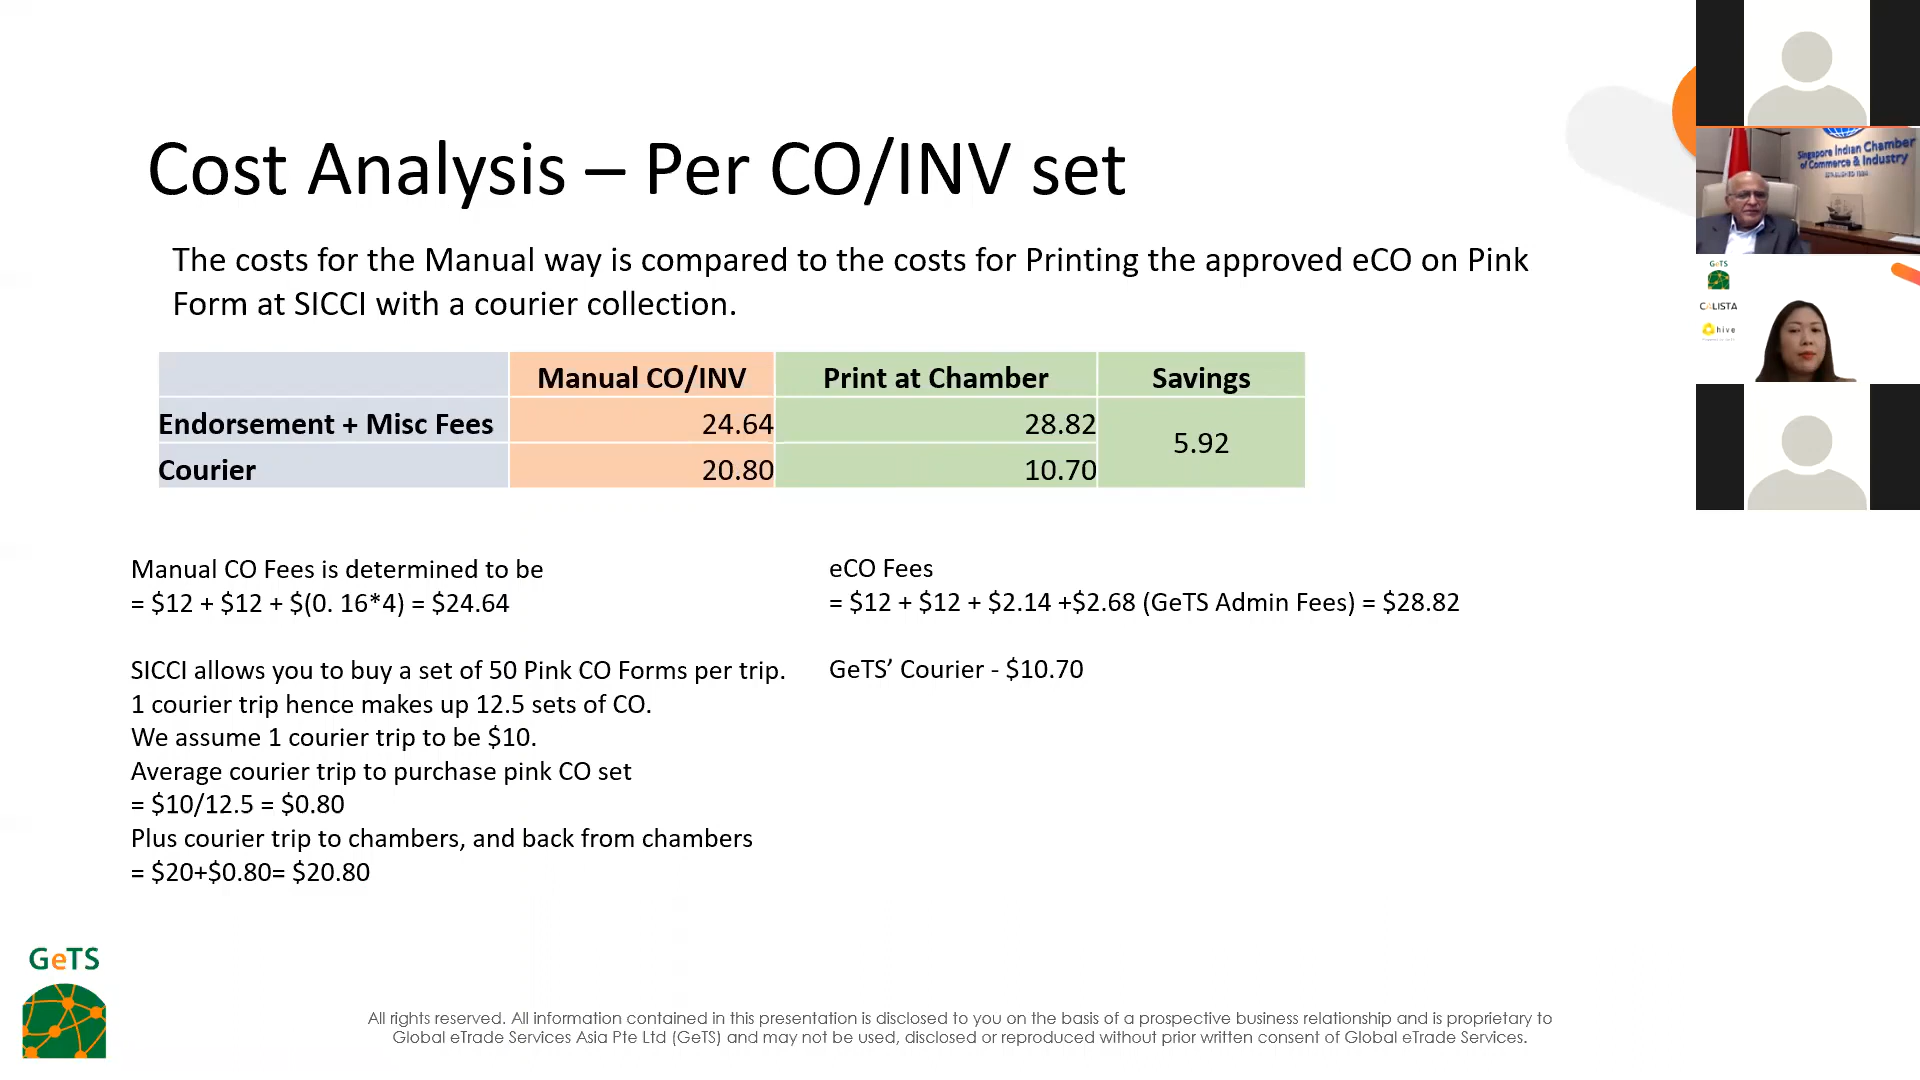 Cost Analysis – Per CO/INV set
The costs for the Manual way is compared to the costs for Printing the approved eCO on Pink
Form at SICCI with a courier collection.
Manual CO/INV Print at Chamber Savings
Endorsement + Misc Fees 24.64 28.82 5.92
Courier 20.80 10.70
Manual CO Fees is determined to be
= $12 + $12 + $(0. 16*4) = $24.64
SICCI allows you to buy a set of 50 Pink CO Forms per trip.
1 courier trip hence makes up 12.5 sets of CO.
We assume 1 courier trip to be $10.
Average courier trip to purchase pink CO set
= $10/12.5 = $0.80
Plus courier trip to chambers, and back from chambers
= $20+$0.80= $20.80
eCO Fees
= $12 + $12 + $2.14 +$2.68 (GeTS Admin Fees) = $28.82
GeTS’ Courier - $10.70
GeTS
All rights reserved. All information contained in this presentation is disclosed to you on the basis of a prospective business relationship and is proprietary to
Global eTrade Services Asia Pte Ltd (GeTS) and may not be used, disclosed or reproduced without prior written consent of Global eTrade Services.
Singapore Indian Chamber
of Commerce & Industry
GeTS
CALISTA
hive